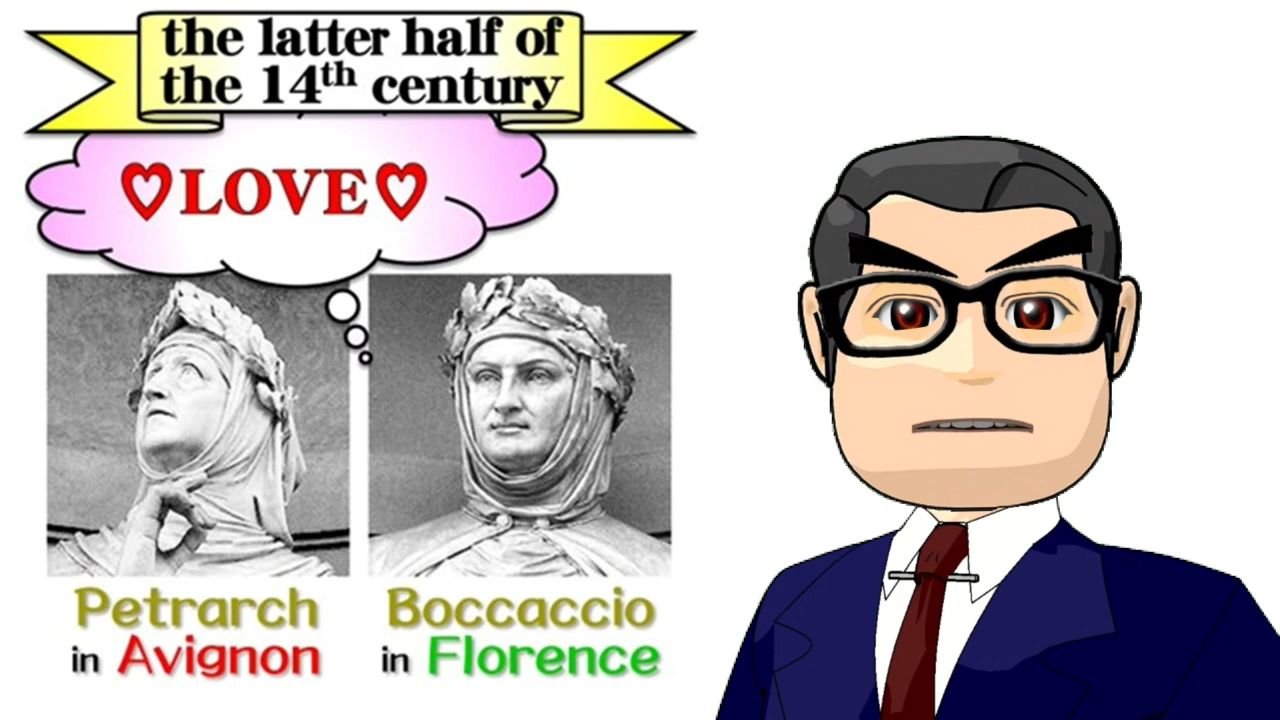 the latter half of
the 14th century
♡LOVE♡
Petrarch
in Avignon
Boccaccio
in Florence